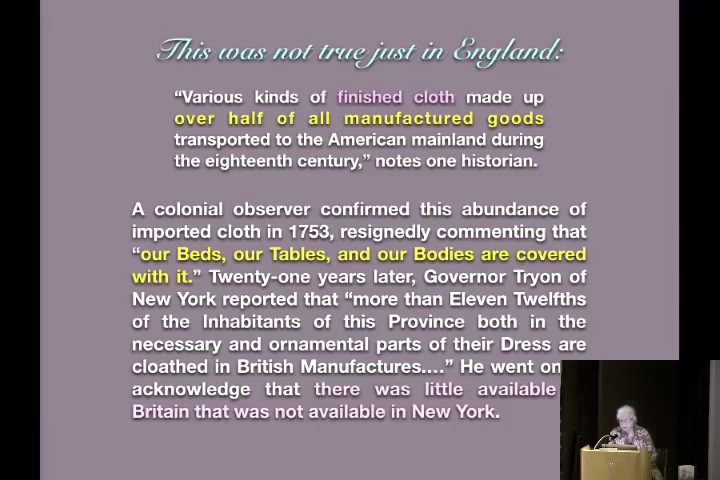 This was not true just in England:
“Various kinds of finished cloth made up
over half of all manufactured goods
transported to the American mainland during
the eighteenth century,” notes one historian.
A colonial observer confirmed this abundance of
imported cloth in 1753, resignedly commenting that
“our Beds, our Tables, and our Bodies are covered
with it.” Twenty-one years later, Governor Tryon of
New York reported that “more than Eleven Twelfths
of the Inhabitants of this Province both in the
necessary and ornamental parts of their Dress are
cloathed in British Manufactures....” He went on
acknowledge that there was little available
Britain that was not available in New York.